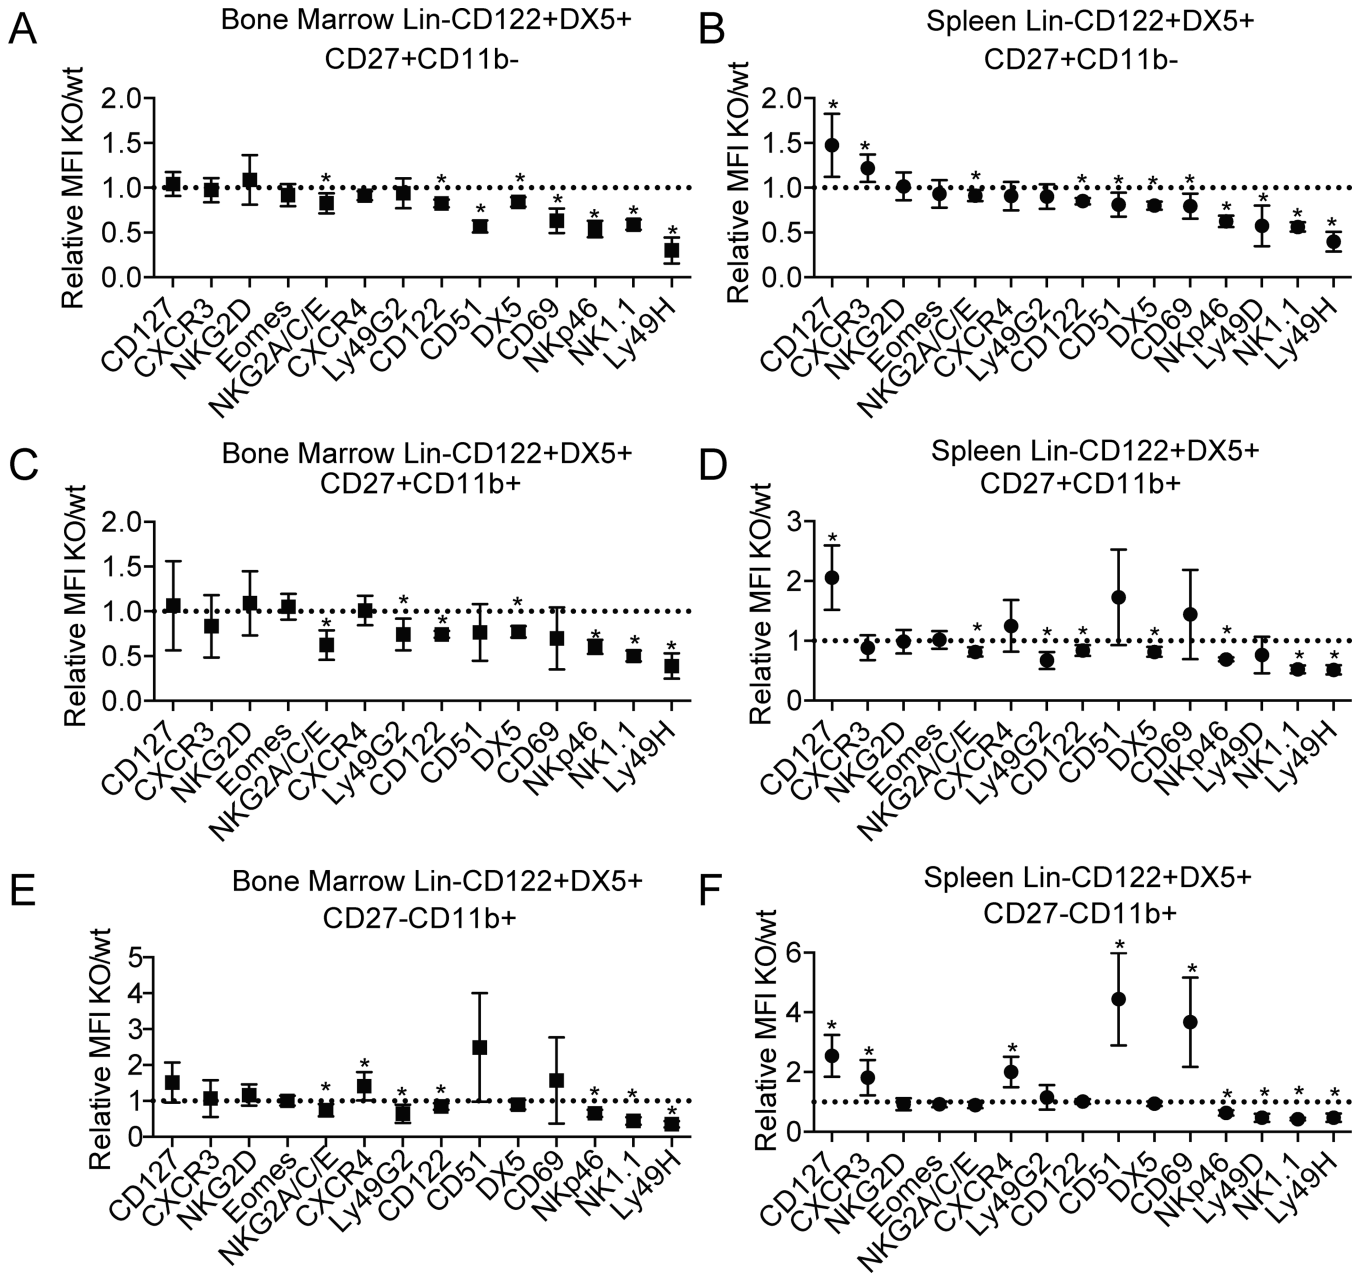 A
Bone Marrow Lin-CD122+DX5+
CD27+CD11b-
Relative MFI KO/wt
2.0
1.5
1.0
0.5
0.0
* * * * * * * *
CD127
CXCR3
NKG2D
Eomes
NKG2A/C/E
CXCR4
Ly49G2
CD122
CD51
DX5
CD69
NKp46
NK1.1
Ly49H
B
Spleen Lin-CD122+DX5+
CD27+CD11b-
Relative MFI KO/wt
2.0
1.5
1.0
0.5
0.0
* * * * * * * * * * *
CD127
CXCR3
NKG2D
Eomes
NKG2A/C/E
CXCR4
Ly49G2
CD122
CD51
DX5
CD69
NKp46
Ly49D
NK1.1
Ly49H
C
Bone Marrow Lin-CD122+DX5+
CD27+CD11b+
Relative MFI KO/wt
2.0
1.5
1.0
0.5
0.0
* * * * * * *
CD127
CXCR3
NKG2D
Eomes
NKG2A/C/E
CXCR4
Ly49G2
CD122
CD51
DX5
CD69
NKp46
NK1.1
Ly49H
D
Spleen Lin-CD122+DX5+
CD27+CD11b+
Relative MFI KO/wt
3
2
1
0
* * * * * * * *
CD127
CXCR3
NKG2D
Eomes
NKG2A/C/E
CXCR4
Ly49G2
CD122
CD51
DX5
CD69
NKp46
Ly49D
NK1.1
Ly49H
E
Bone Marrow Lin-CD122+DX5+
CD27-CD11b+
Relative MFI KO/wt
5
4
3
2
1
0
* * * * * * *
CD127
CXCR3
NKG2D
Eomes
NKG2A/C/E
CXCR4
Ly49G2
CD122
CD51
DX5
CD69
NKp46
NK1.1
Ly49H
F
Spleen Lin-CD122+DX5+
CD27-CD11b+
Relative MFI KO/wt
6
4
2
0
* * * * * * * * *
CD127
CXCR3
NKG2D
Eomes
NKG2A/C/E
CXCR4
Ly49G2
CD122
CD51
DX5
CD69
NKp46
Ly49D
NK1.1
Ly49H